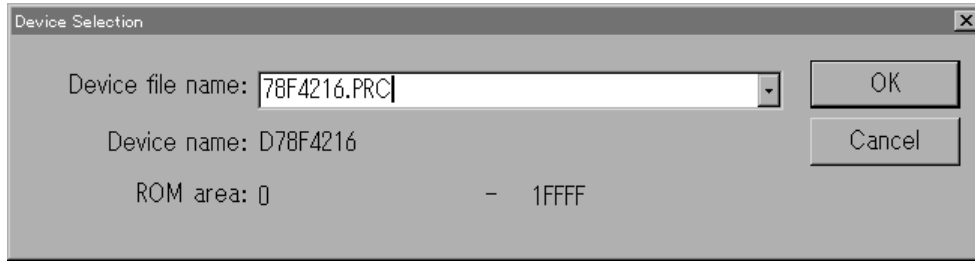 Device Selection
Device file name: 78F4216.PRC
OK
Device name: D78F4216
Cancel
ROM area: 0 - 1FFFF